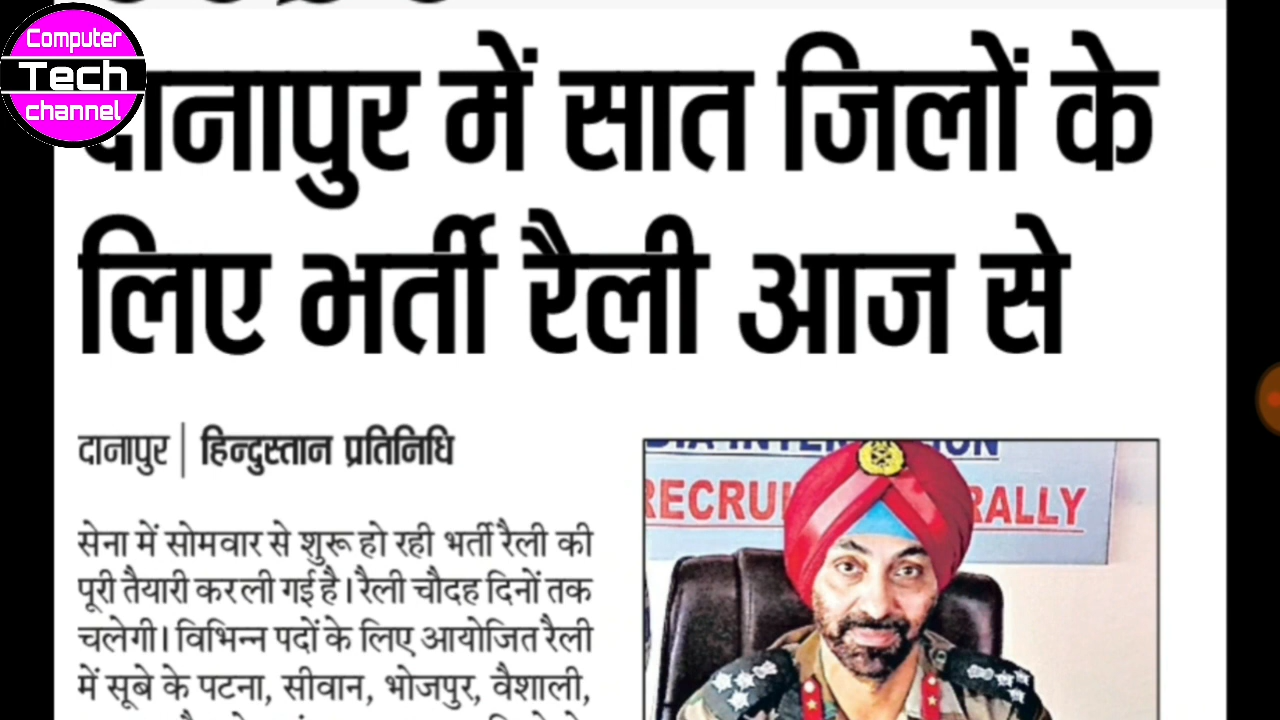 Computer
Tech
channel
दानापुर में सात जिलों के
लिए भर्ती रैली आज से
दानापुर | हिन्दुस्तान प्रतिनिधि
सेना में सोमवार से शुरू हो रही भर्ती रैली की
पूरी तैयारी कर ली गई है। रैली चौदह दिनों तक
चलेगी। विभिन्न पदों के लिए आयोजित रैली
में सूबे के पटना, सीवान, भोजपुर, वैशाली,
RALLY